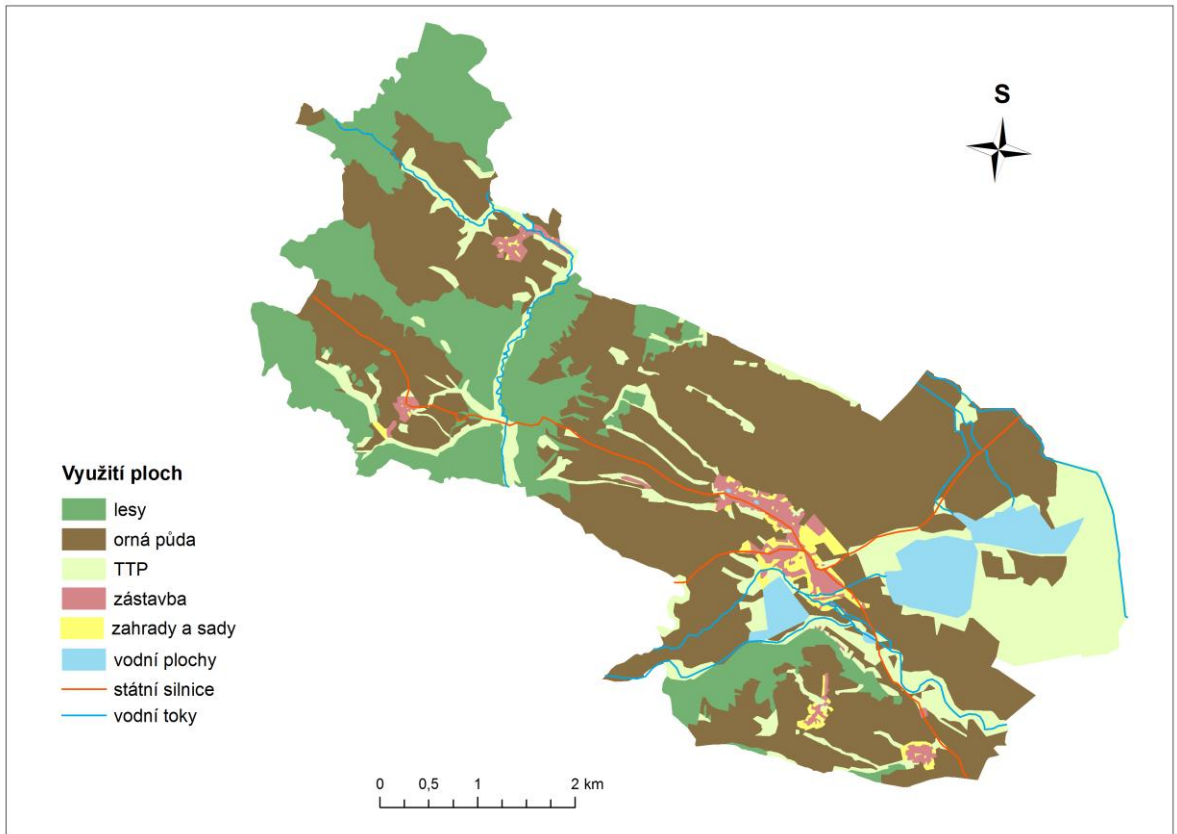 S
Využití ploch
lesy
orná půda
TTP
zástavba
zahrady a sady
vodní plochy
státní silnice
vodní toky
0 0,5 1 2 km